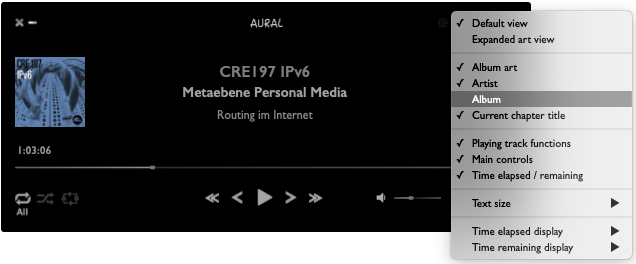 AURAL
CRE197
IPv6
CRE197 IPv6
Metaebene Personal Media
Routing im Internet
1:03:06
All
✓ Default view
Expanded art view
✓ Album art
✓ Artist
Album
✓ Current chapter title
✓ Playing track functions
✓ Main controls
✓ Time elapsed / remaining
Text size
Time elapsed display
Time remaining display